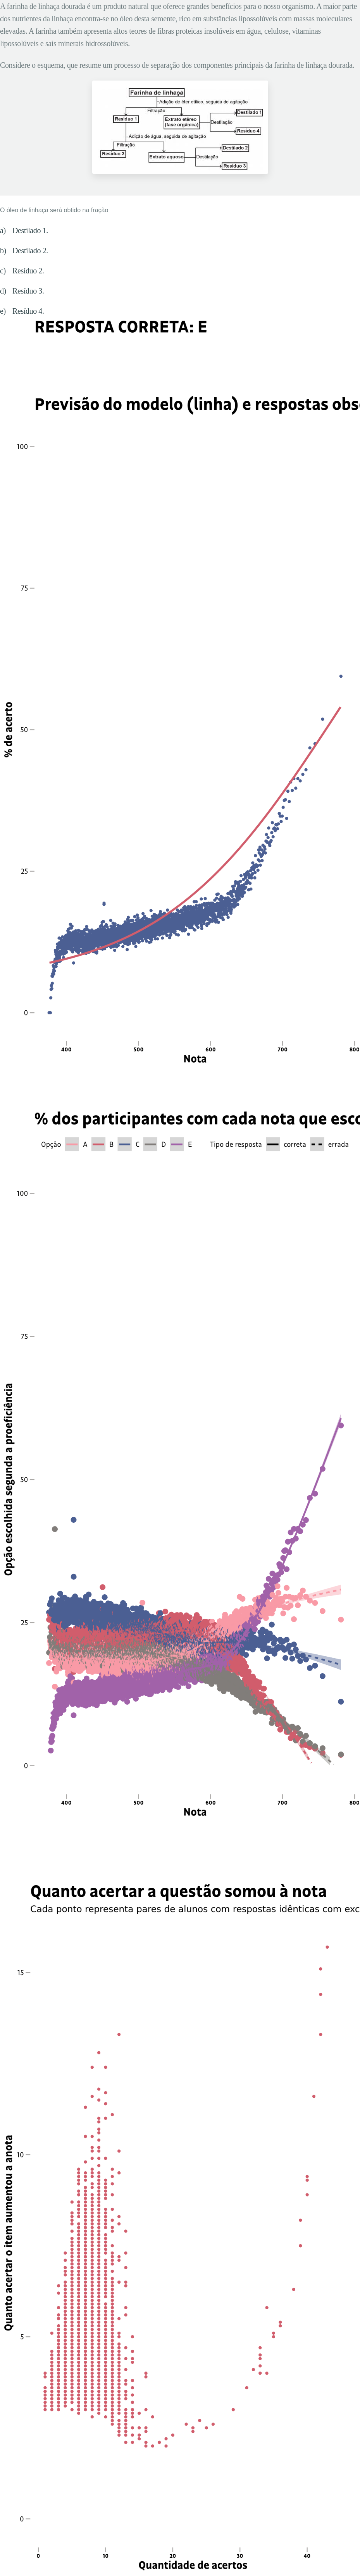 A farinha de linhaça dourada é um produto natural que oferece grandes benefícios para o nosso organismo. A maior parte
dos nutrientes da linhaça encontra-se no óleo desta semente, rico em substâncias lipossolúveis com massas moleculares
elevadas. A farinha também apresenta altos teores de fibras proteicas insolúveis em água, celulose, vitaminas
lipossolúveis e sais minerais hidrossolúveis.
Considere o esquema, que resume um processo de separação dos componentes principais da farinha de linhaça dourada.
Farinha de linhaça
Adição de éter etílico, seguida de agitação
Filtração
Resíduo 1
Extrato etéreo
(fase orgânica)
Destilação
Destilado 1
Resíduo 4
Adição de água, seguida de agitação
Filtração
Resíduo 2
Extrato aquoso
Destilação
Destilado 2
Resíduo 3
O óleo de linhaça será obtido na fração
a) Destilado 1.
b) Destilado 2.
c) Resíduo 2.
d) Resíduo 3.
e) Resíduo 4.
RESPOSTA CORRETA: E
Previsão do modelo (linha) e respostas obs
% de acerto
100
75
50
25
0
400 500 600 700 800
Nota
% dos participantes com cada nota que esco
Opção A B C D E Tipo de resposta correta errada
Opção escolhida segunda a proeficiência
100
75
50
25
0
400 500 600 700 800
Nota
Quanto acertar a questão somou à nota
Cada ponto representa pares de alunos com respostas idênticas com exc
Quanto acertar o item aumentou a anota
15
10
5
0
0 10 20 30 40
Quantidade de acertos